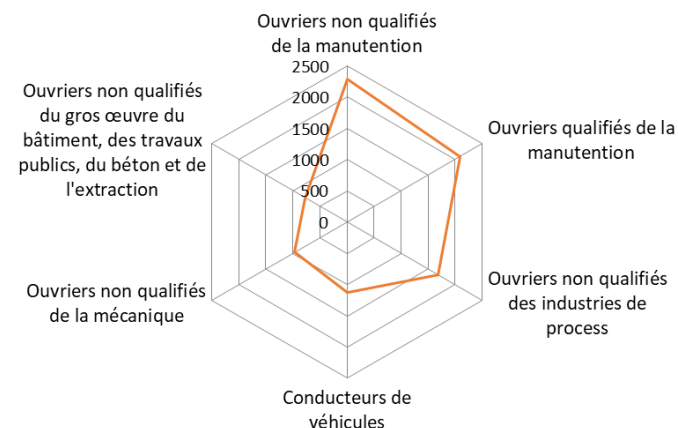 Ouvriers non qualifiés
de la manutention
2500
2000
1500
1000
500
0
Ouvriers qualifiés de la
manutention
Ouvriers non qualifiés
des industries de
process
Conducteurs de
véhicules
Ouvriers non qualifiés
de la mécanique
Ouvriers non qualifiés
du gros œuvre du
bâtiment, des travaux
publics, du béton et de
l'extraction